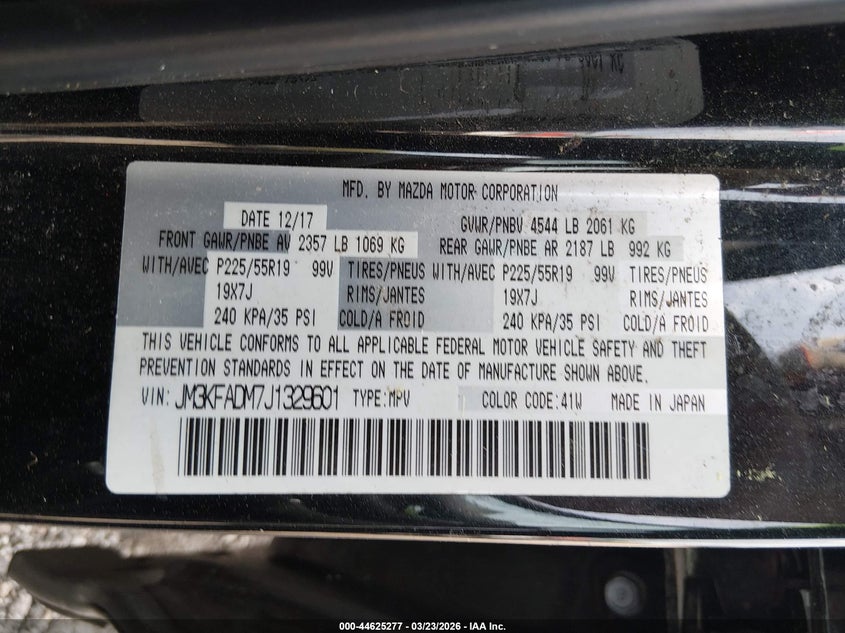 MFD. BY MAZDA MOTOR CORPORATION
DATE 12/17 GVWR/PNBV 4544 LB 2061 KG
FRONT GAWR/PNBE AV 2357 LB 1069 KG REAR GAWR/PNBE AR 2187 LB 992 KG
WITH/AVEC P225/55R19 99V TIRES/PNEUS WITH/AVEC P225/55R19 99V TIRES/PNEUS
19X7J RIMS/JANTES 19X7J RIMS/JANTES
240 KPA/35 PSI COLD/A FROID 240 KPA/35 PSI COLD/A FROID
THIS VEHICLE CONFORMS TO ALL APPLICABLE FEDERAL MOTOR VEHICLE SAFETY AND THEFT
PREVENTION STANDARDS IN EFFECT ON THE DATE OF MANUFACTURE SHOWN ABOVE.
VIN: JM3KFADM7J1329601 TYPE:MPV COLOR CODE:41W MADE IN JAPAN
000-44625277 - 03/23/2026 - IAA Inc.